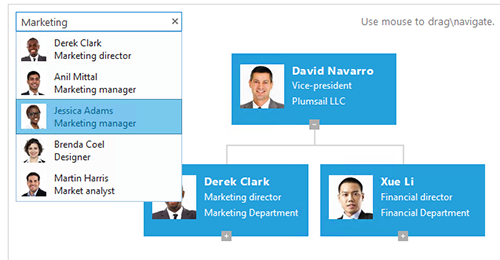 Marketing
Use mouse to drag\navigate.
Derek Clark
Marketing director
Anil Mittal
Marketing manager
Jessica Adams
Marketing manager
Brenda Coel
Designer
Martin Harris
Market analyst
David Navarro
Vice-president
Plumsail LLC
Derek Clark
Marketing director
Marketing Department
Xue Li
Financial director
Financial Department